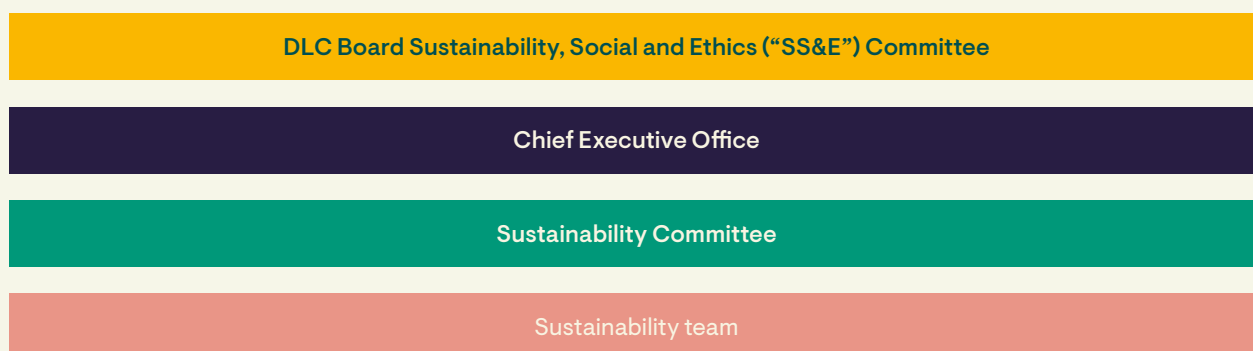 DLC Board Sustainability, Social and Ethics (“SS&E”) Committee
Chief Executive Office
Sustainability Committee
Sustainability team